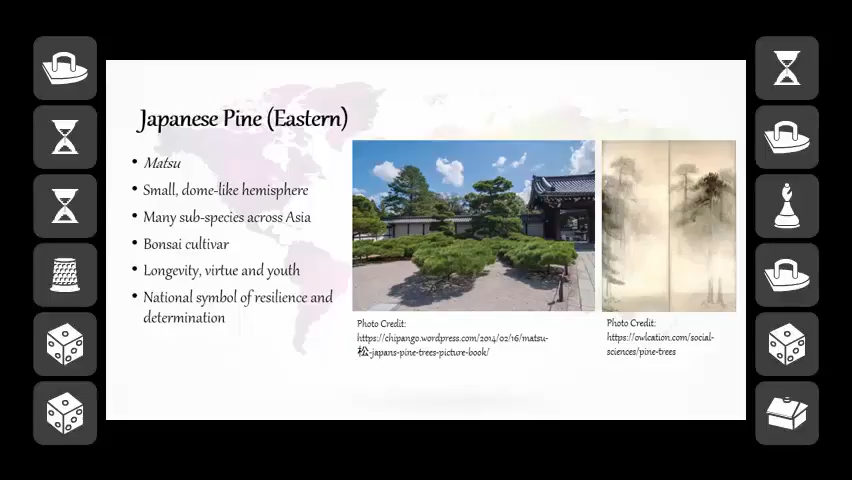 Japanese Pine (Eastern)
• Matsu
• Small, dome-like hemisphere
• Many sub-species across Asia
• Bonsai cultivar
• Longevity, virtue and youth
• National symbol of resilience and
determination
Photo Credit:
https://chipango.wordpress.com/2014/02/16/matsu-
松-japans-pine-trees-picture-book/
Photo Credit:
https://owlcation.com/social-
sciences/pine-trees